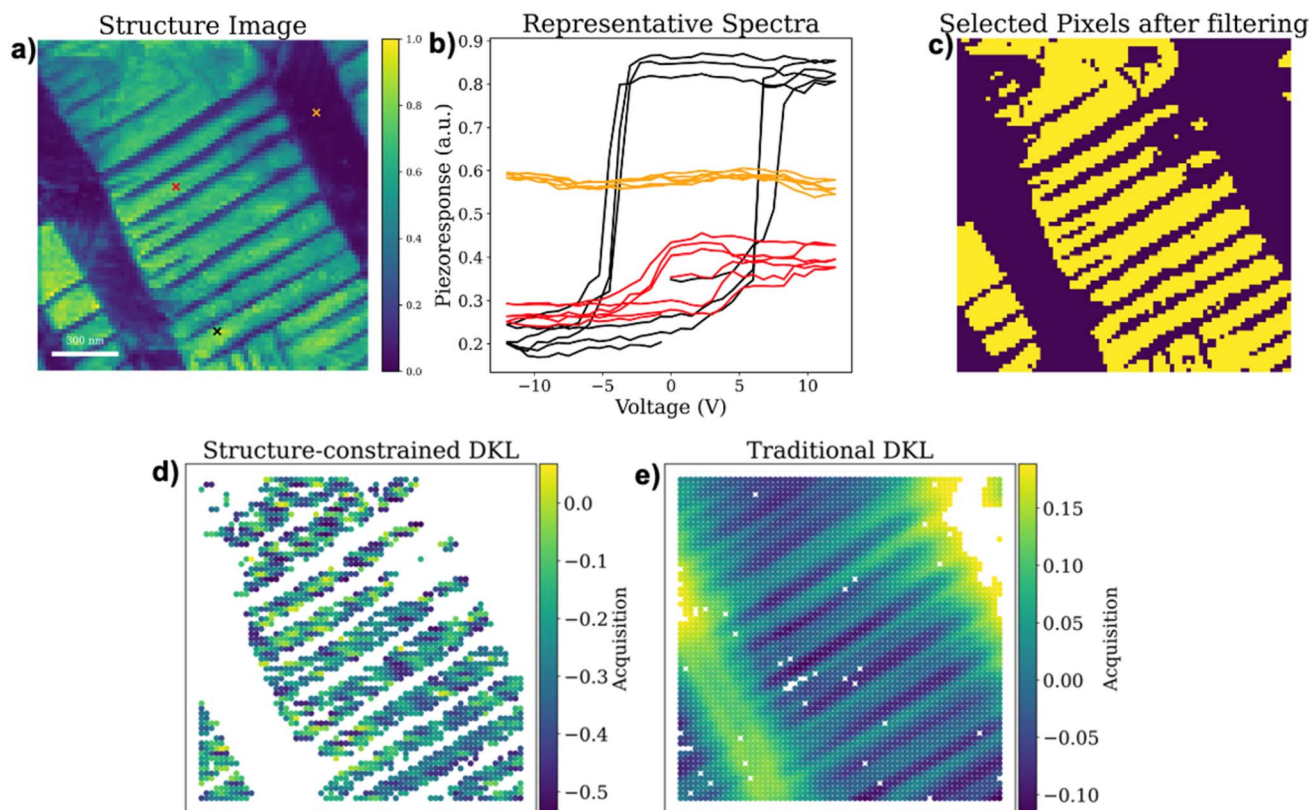 Structure Image
a)
1.0
0.8
0.6
0.4
0.2
0.0
300 nm
Representative Spectra
b)
0.9
0.8
0.7
0.6
0.5
0.4
0.3
0.2
Piezoresponse (a.u.)
−10
−5
0
5
10
Voltage (V)
Selected Pixels after filtering
c)
Structure-constrained DKL
d)
0.0
−0.1
−0.2
−0.3
−0.4
−0.5
Acquisition
Traditional DKL
e)
0.15
0.10
0.05
0.00
−0.05
−0.10
Acquisition